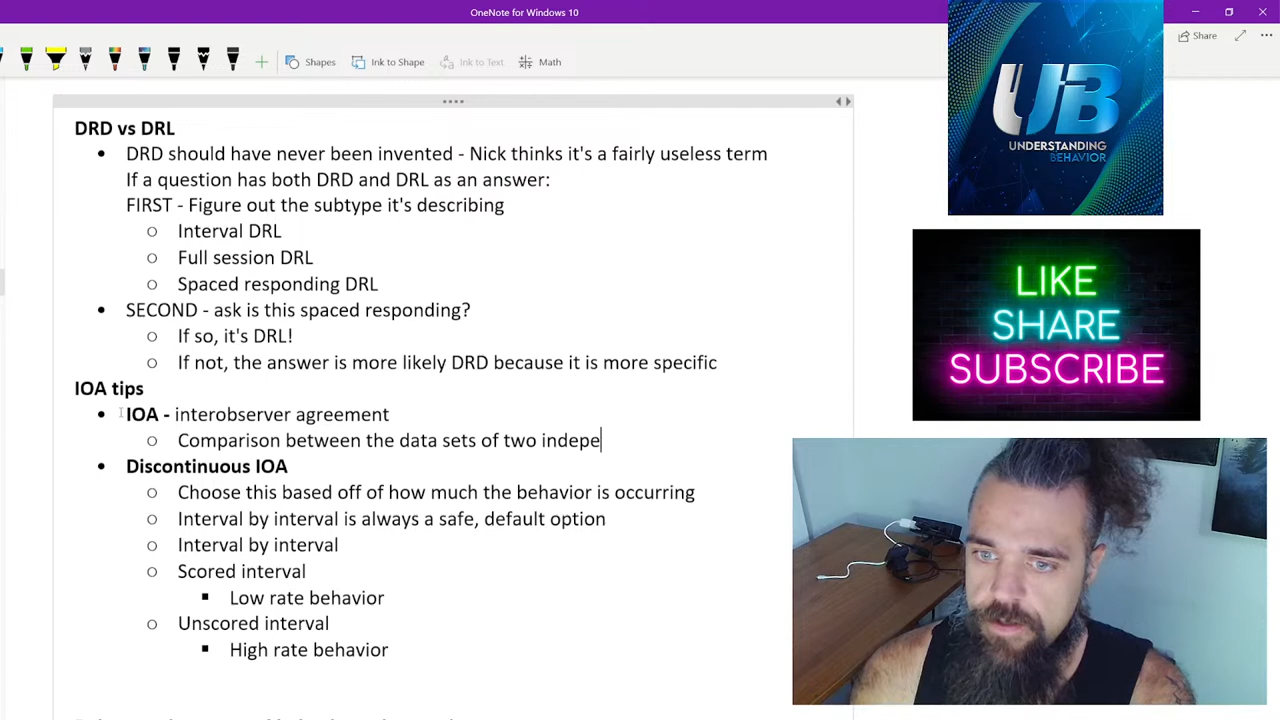 OneNote for Windows 10
Shapes
Ink to Shape
Ink to Text
Math
Share
DRD vs DRL
• DRD should have never been invented - Nick thinks it's a fairly useless term
If a question has both DRD and DRL as an answer:
FIRST - Figure out the subtype it's describing
○ Interval DRL
○ Full session DRL
○ Spaced responding DRL
• SECOND - ask is this spaced responding?
○ If so, it's DRL!
○ If not, the answer is more likely DRD because it is more specific
IOA tips
• IOA - interobserver agreement
○ Comparison between the data sets of two indepe
• Discontinuous IOA
○ Choose this based off of how much the behavior is occurring
○ Interval by interval is always a safe, default option
○ Interval by interval
○ Scored interval
▪ Low rate behavior
○ Unscored interval
▪ High rate behavior
UB
UNDERSTANDING
BEHAVIOR
LIKE
SHARE
SUBSCRIBE